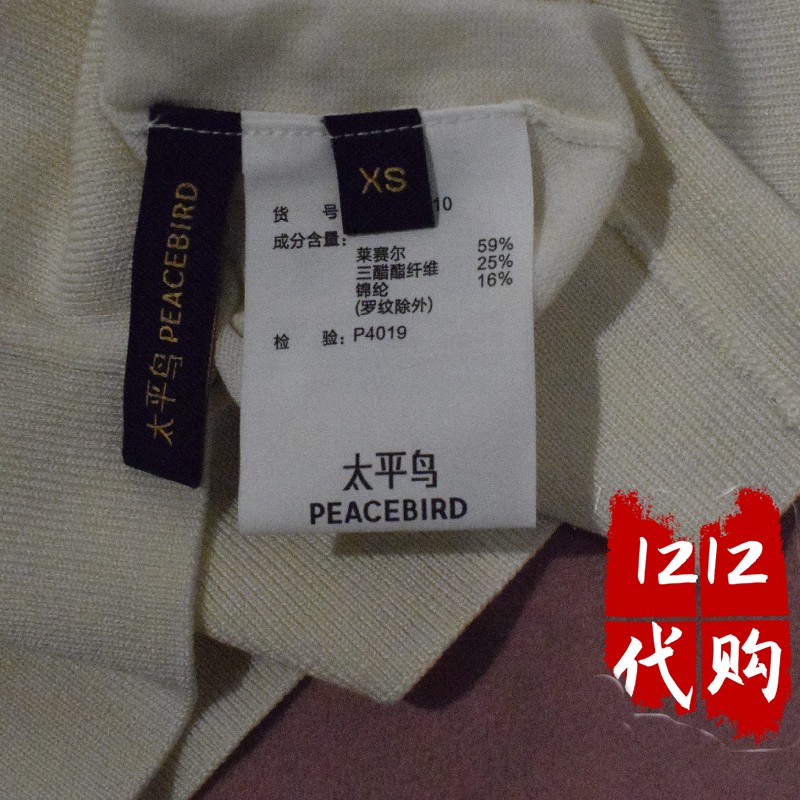 太平鸟 PEACEBIRD
XS
货 号 10
成分含量:
莱赛尔 59%
三醋酯纤维 25%
锦纶 16%
(罗纹除外)
检 验: P4019
太平鸟
PEACEBIRD
1212
代购